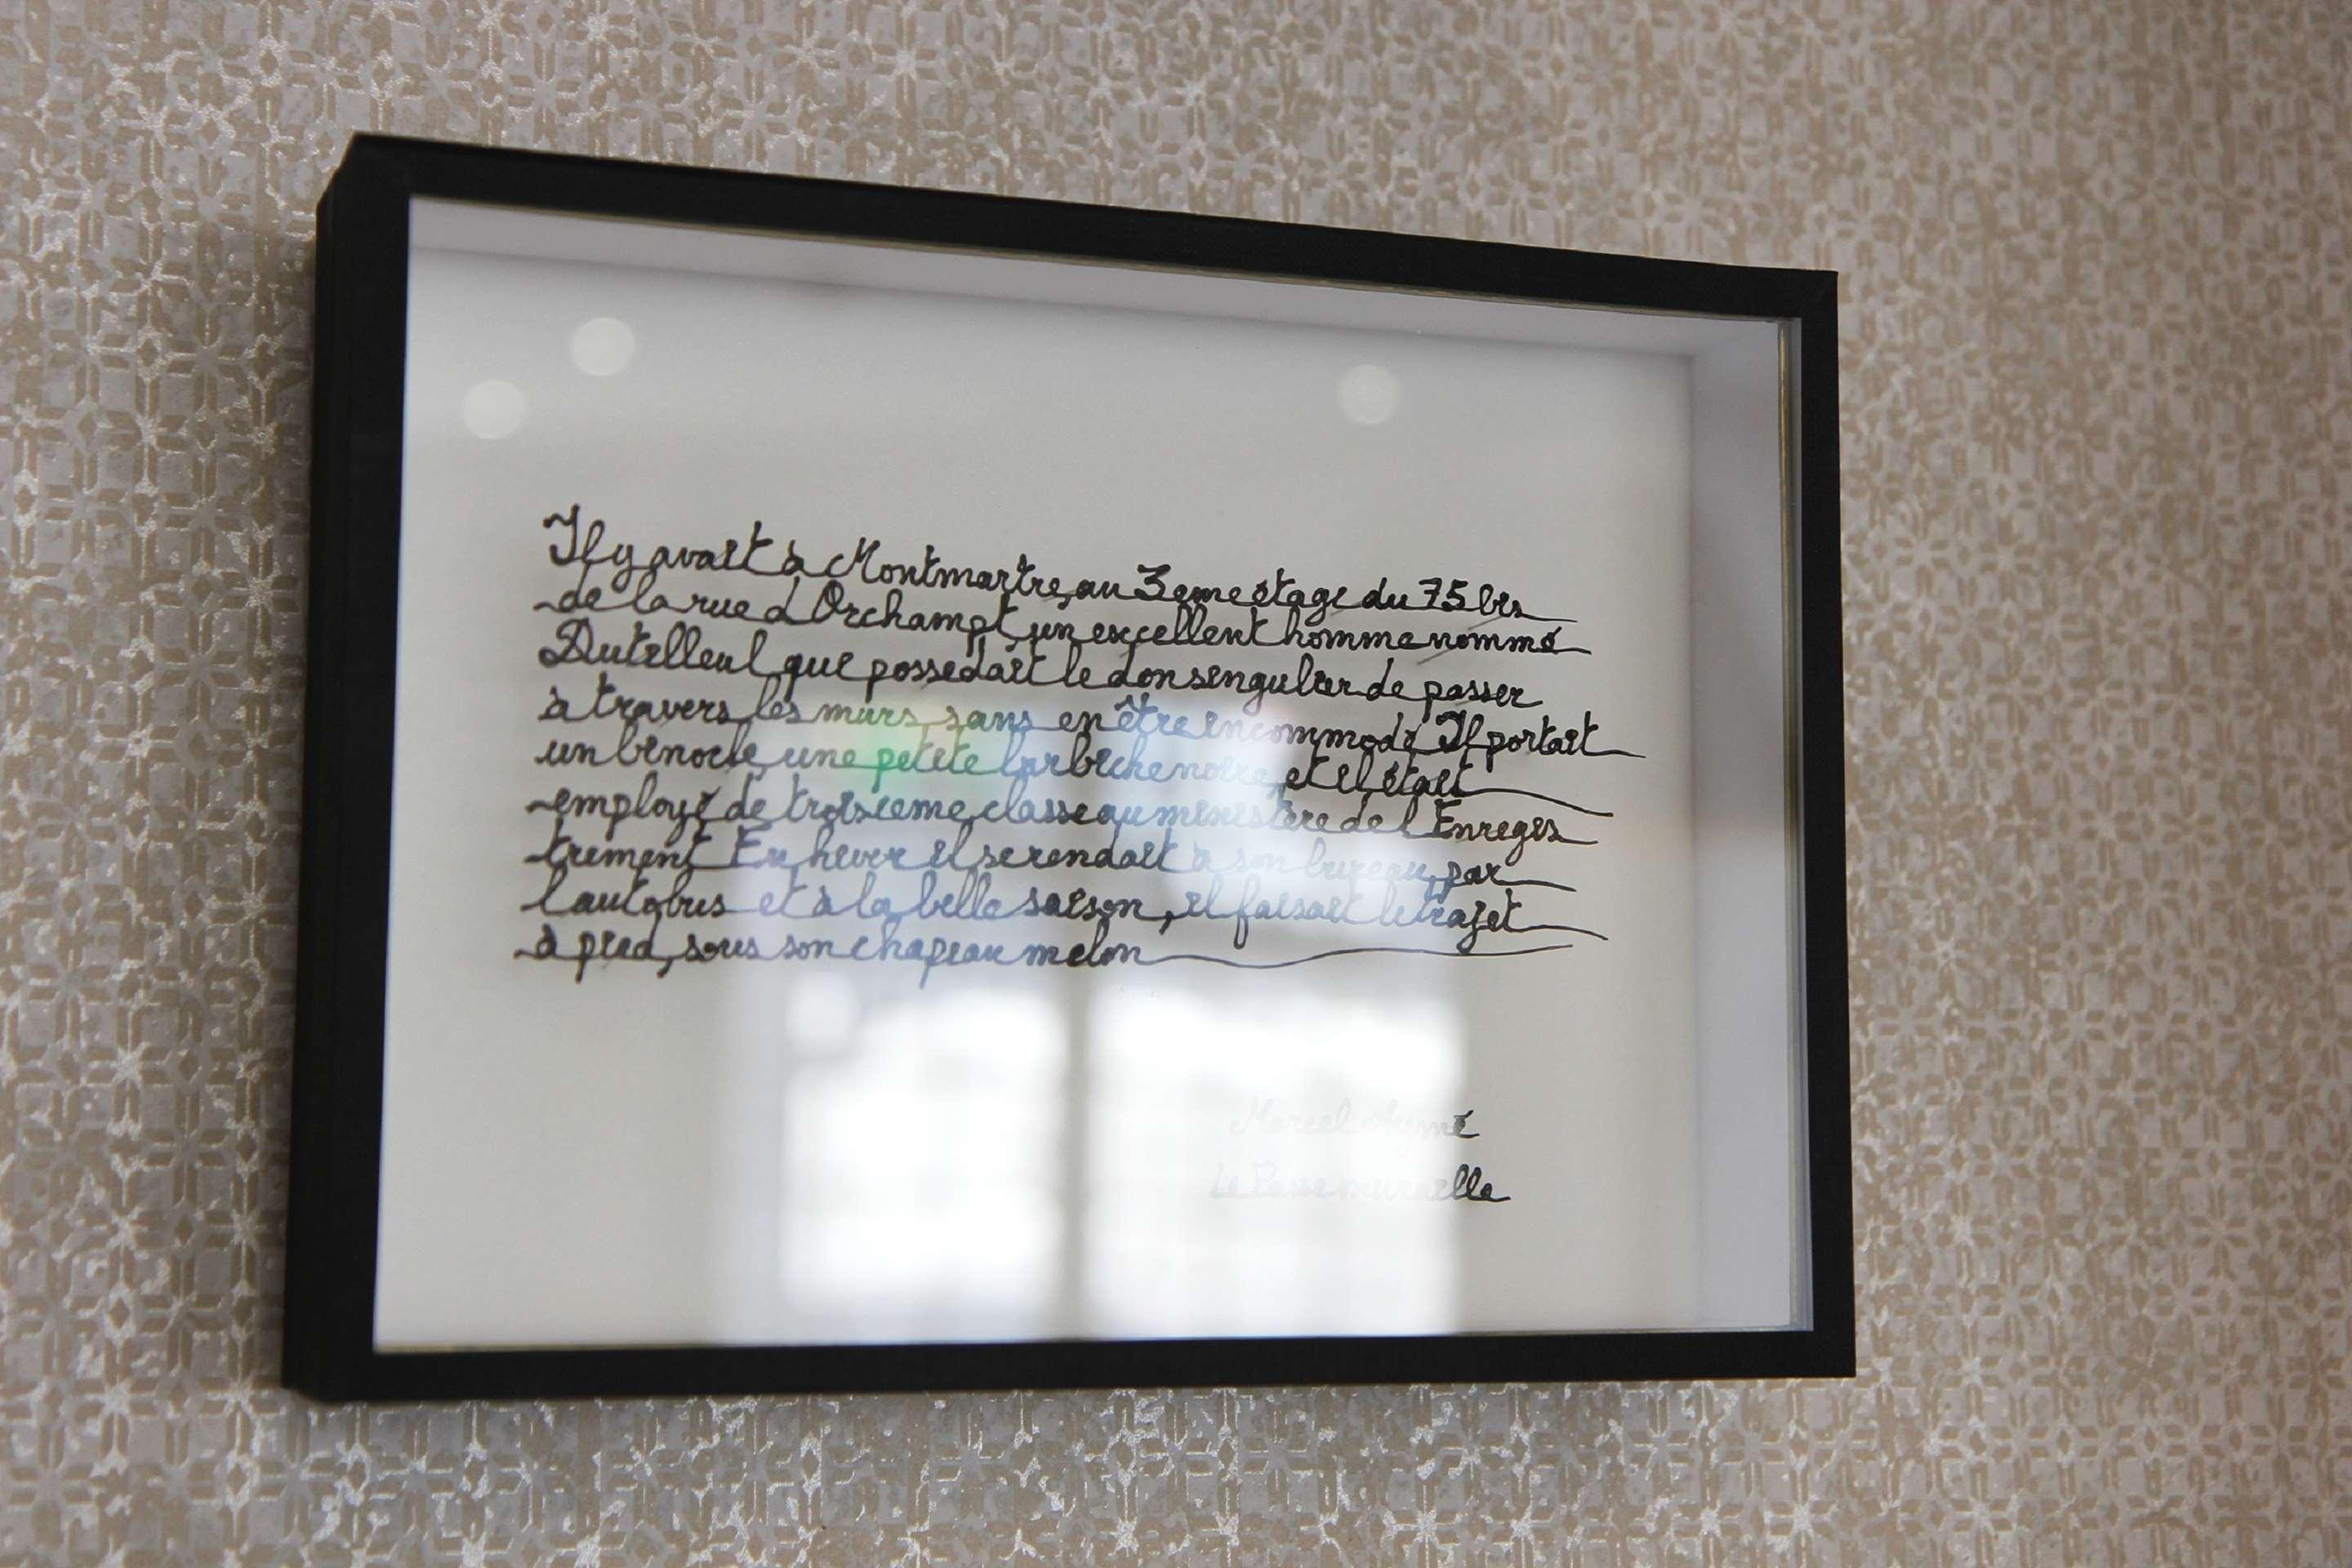 Il y avait à Montmartre, au 3eme étage du 75 bis
de la rue d'Orchampt, un excellent homme nommé
Dutilleul qui possédait le don singulier de passer
à travers les murs, sans en être incommodé. Il portait
un binocle, une petite barbiche noire, et il était
employé de troisieme classe au ministère de l'Enregis
trement En hiver il se rendait à son bureau, par
l'autobus et à la belle saison, il faisait le trajet
à pied, sous son chapeau melon
Marcel Aymé
Le Passe muraille